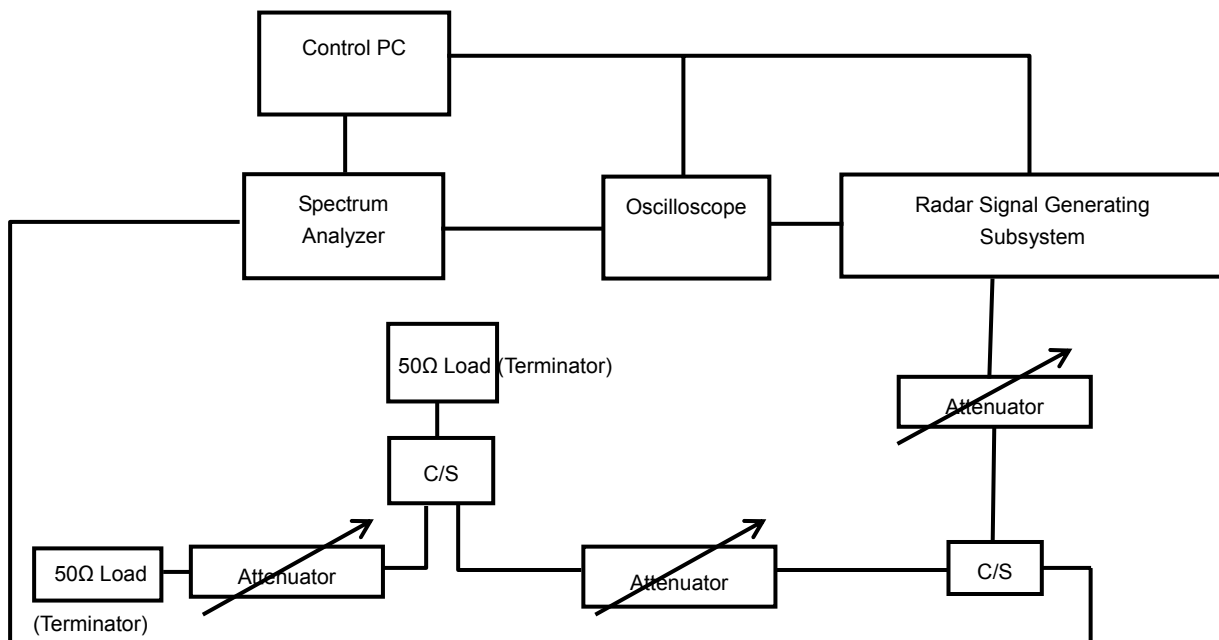 Control PC
Spectrum
Analyzer
Oscilloscope
Radar Signal Generating
Subsystem
50Ω Load (Terminator)
Attenuator
C/S
50Ω Load
(Terminator)
Attenuator
Attenuator
C/S